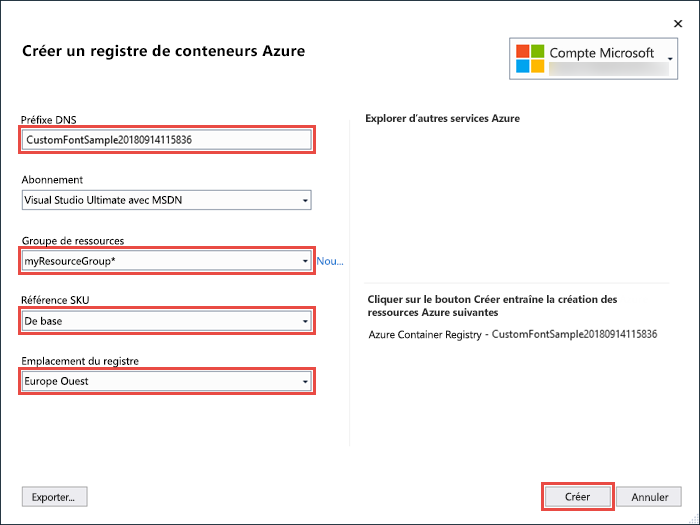 Créer un registre de conteneurs Azure
Compte Microsoft
Préfixe DNS
CustomFontSample20180914115836
Abonnement
Visual Studio Ultimate avec MSDN
Groupe de ressources
myResourceGroup*
Nou...
Référence SKU
De base
Emplacement du registre
Europe Ouest
Explorer d'autres services Azure
Cliquer sur le bouton Créer entraîne la création des
ressources Azure suivantes
Azure Container Registry - CustomFontSample20180914115836
Exporter...
Créer
Annuler